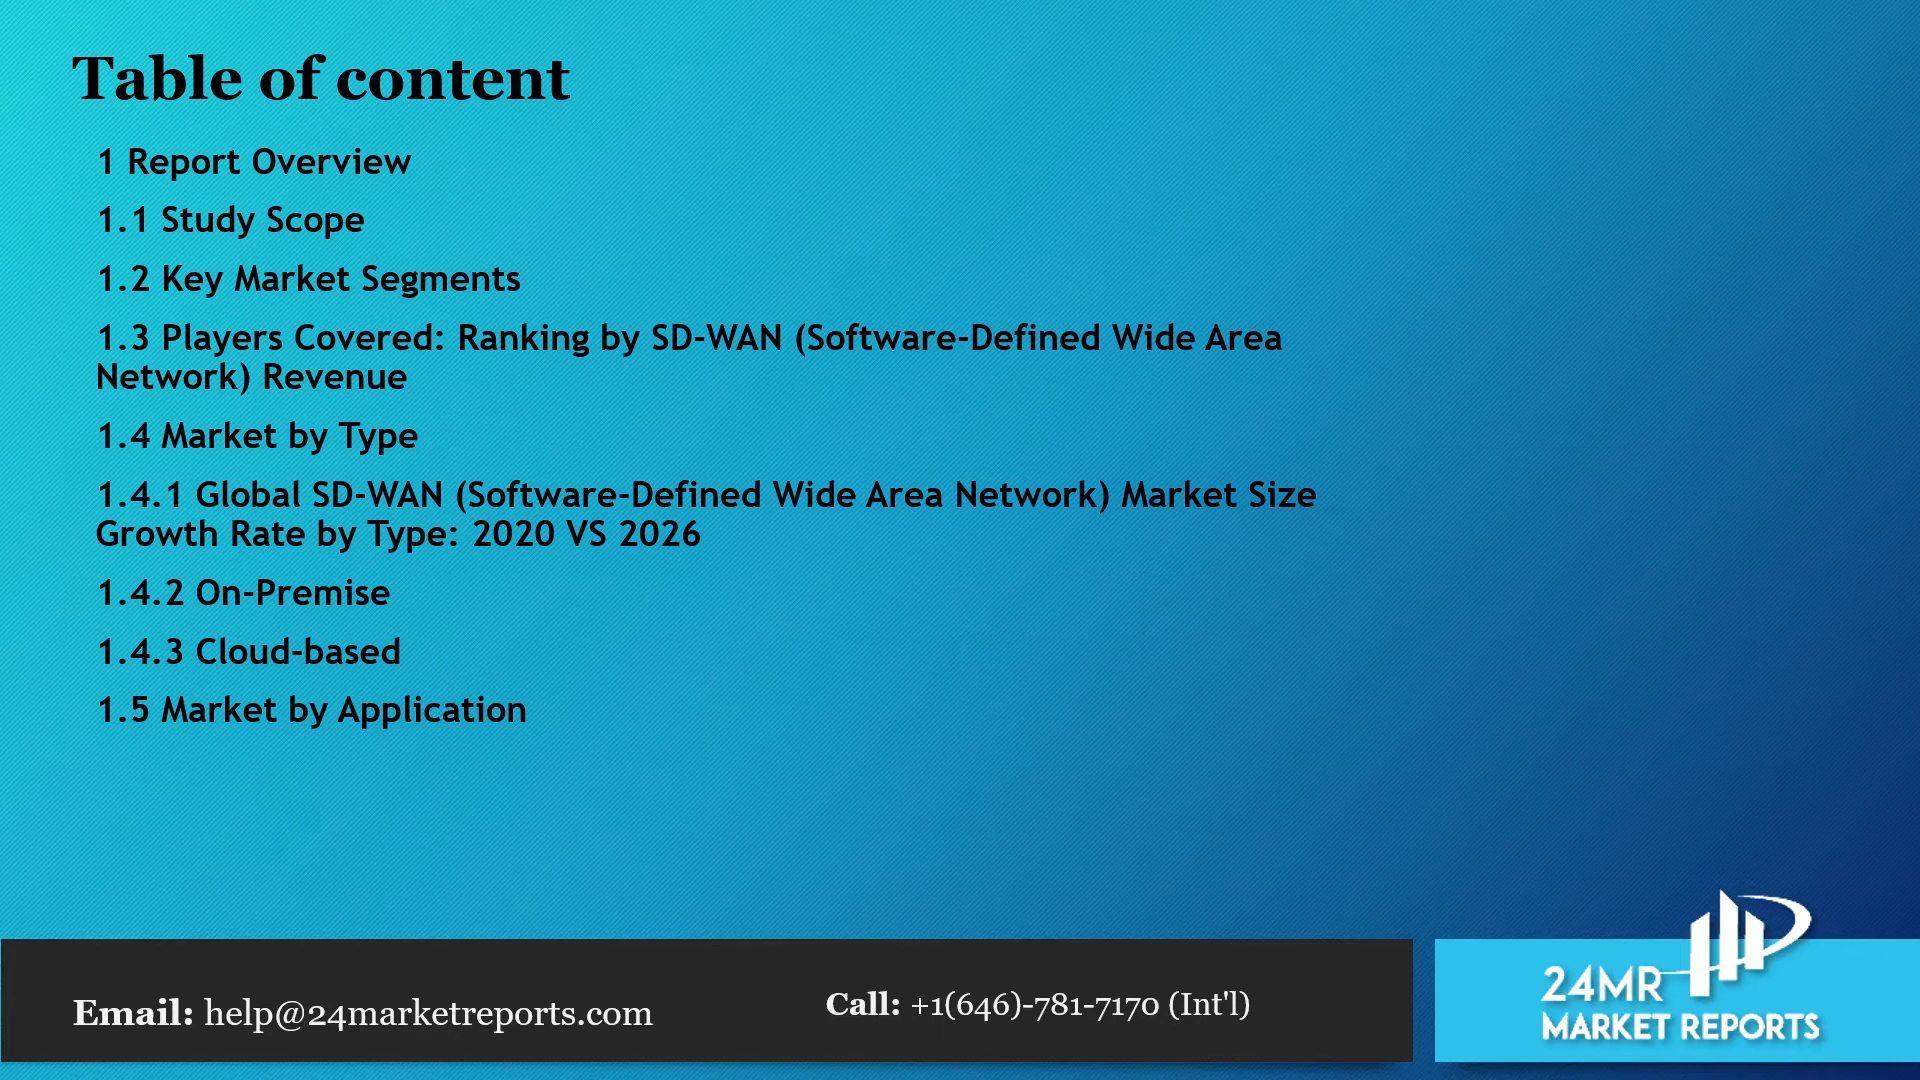 Table of content
1 Report Overview
1.1 Study Scope
1.2 Key Market Segments
1.3 Players Covered: Ranking by SD-WAN (Software-Defined Wide Area
Network) Revenue
1.4 Market by Type
1.4.1 Global SD-WAN (Software-Defined Wide Area Network) Market Size
Growth Rate by Type: 2020 VS 2026
1.4.2 On-Premise
1.4.3 Cloud-based
1.5 Market by Application
Email: help@24marketreports.com
Call: +1(646)-781-7170 (Int'l)
24MR
MARKET REPORTS